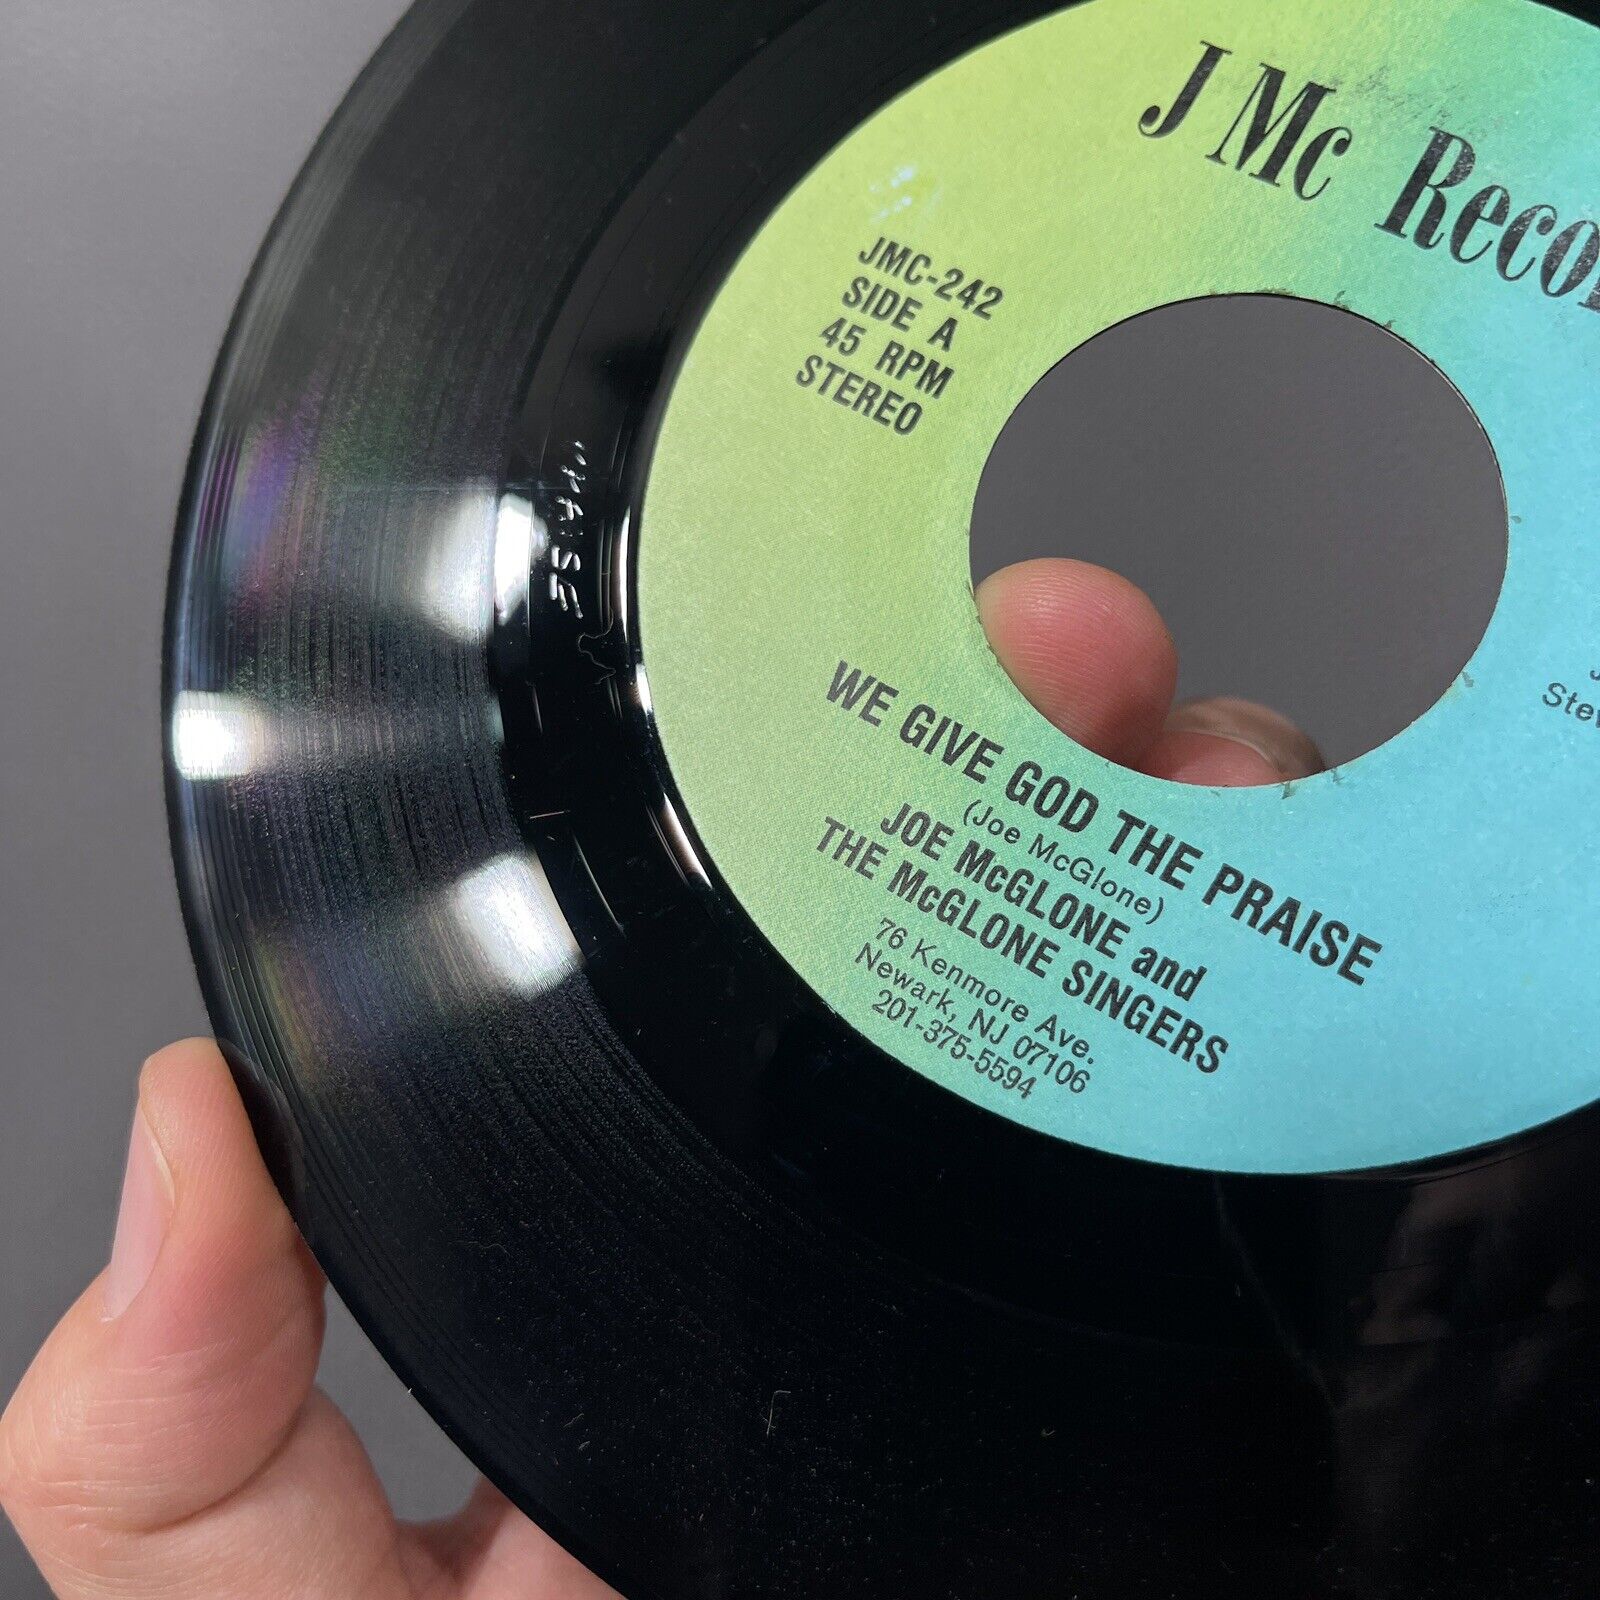 J Mc
JMC-242
SIDE A
45 RPM
STEREO
WE GIVE GOD THE PRAISE
(Joe McGlone)
JOE McGLONE and
THE McGLONE SINGERS
76 Kenmore Ave.
Newark, NJ 07106
201-375-5594